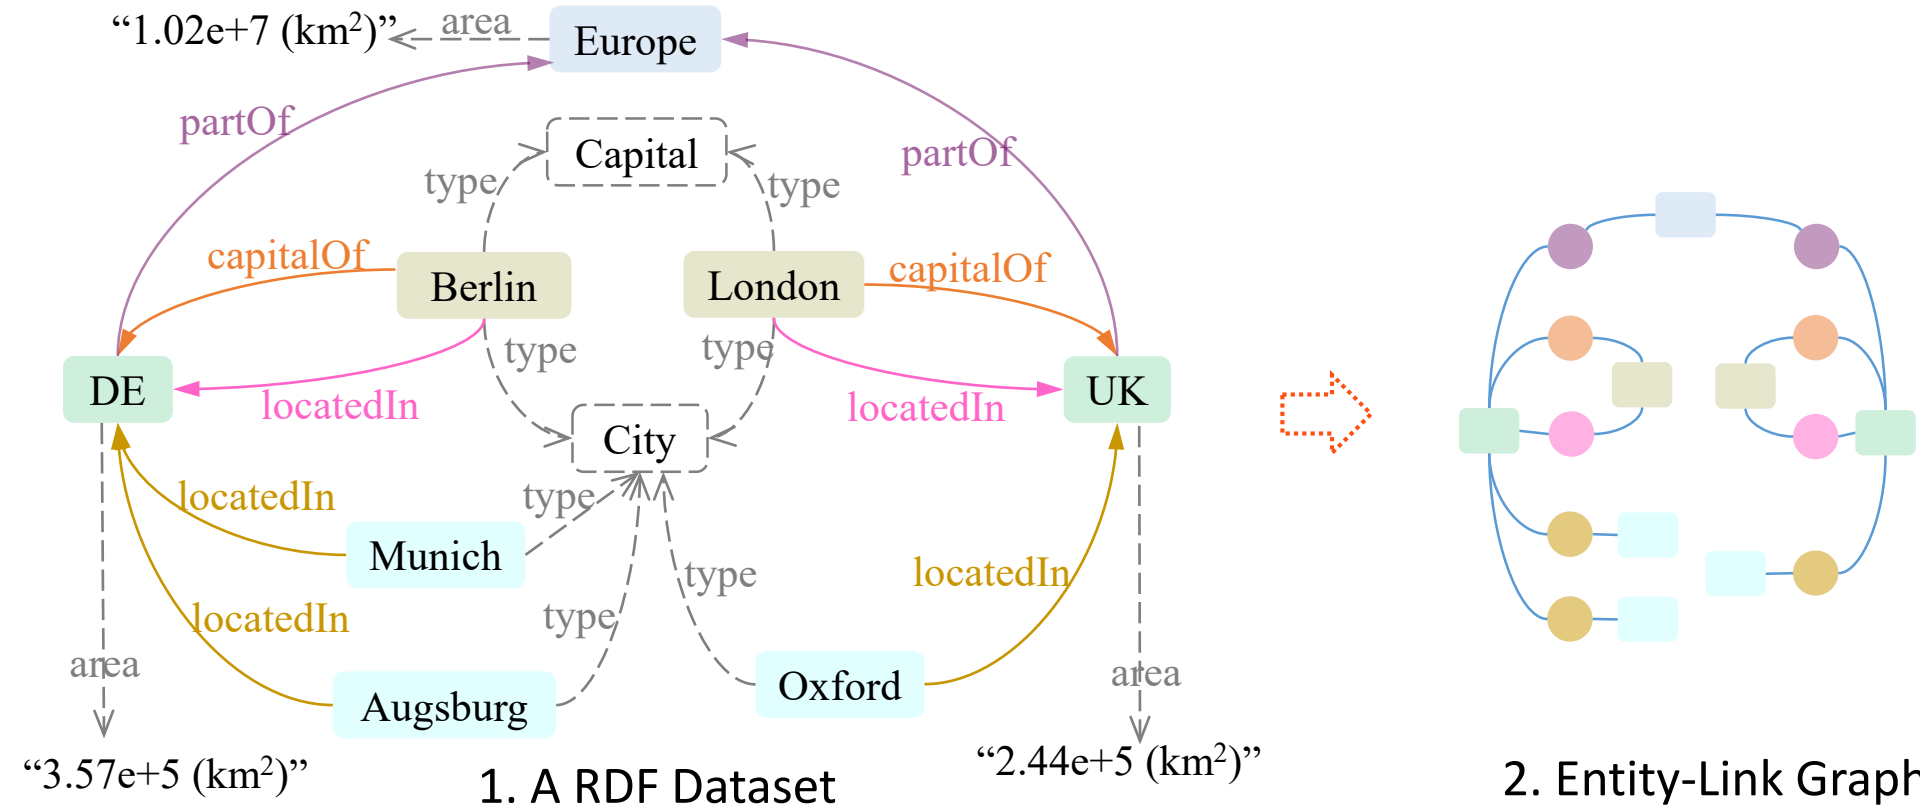 “1.02e+7 (km²)”
area
Europe
partOf
partOf
Capital
type
type
capitalOf
capitalOf
Berlin
London
type
type
DE
UK
locatedIn
locatedIn
City
locatedIn
type
Munich
type
locatedIn
locatedIn
type
area
area
Augsburg
Oxford
“3.57e+5 (km²)”
“2.44e+5 (km²)”
1. A RDF Dataset
2. Entity-Link Graph